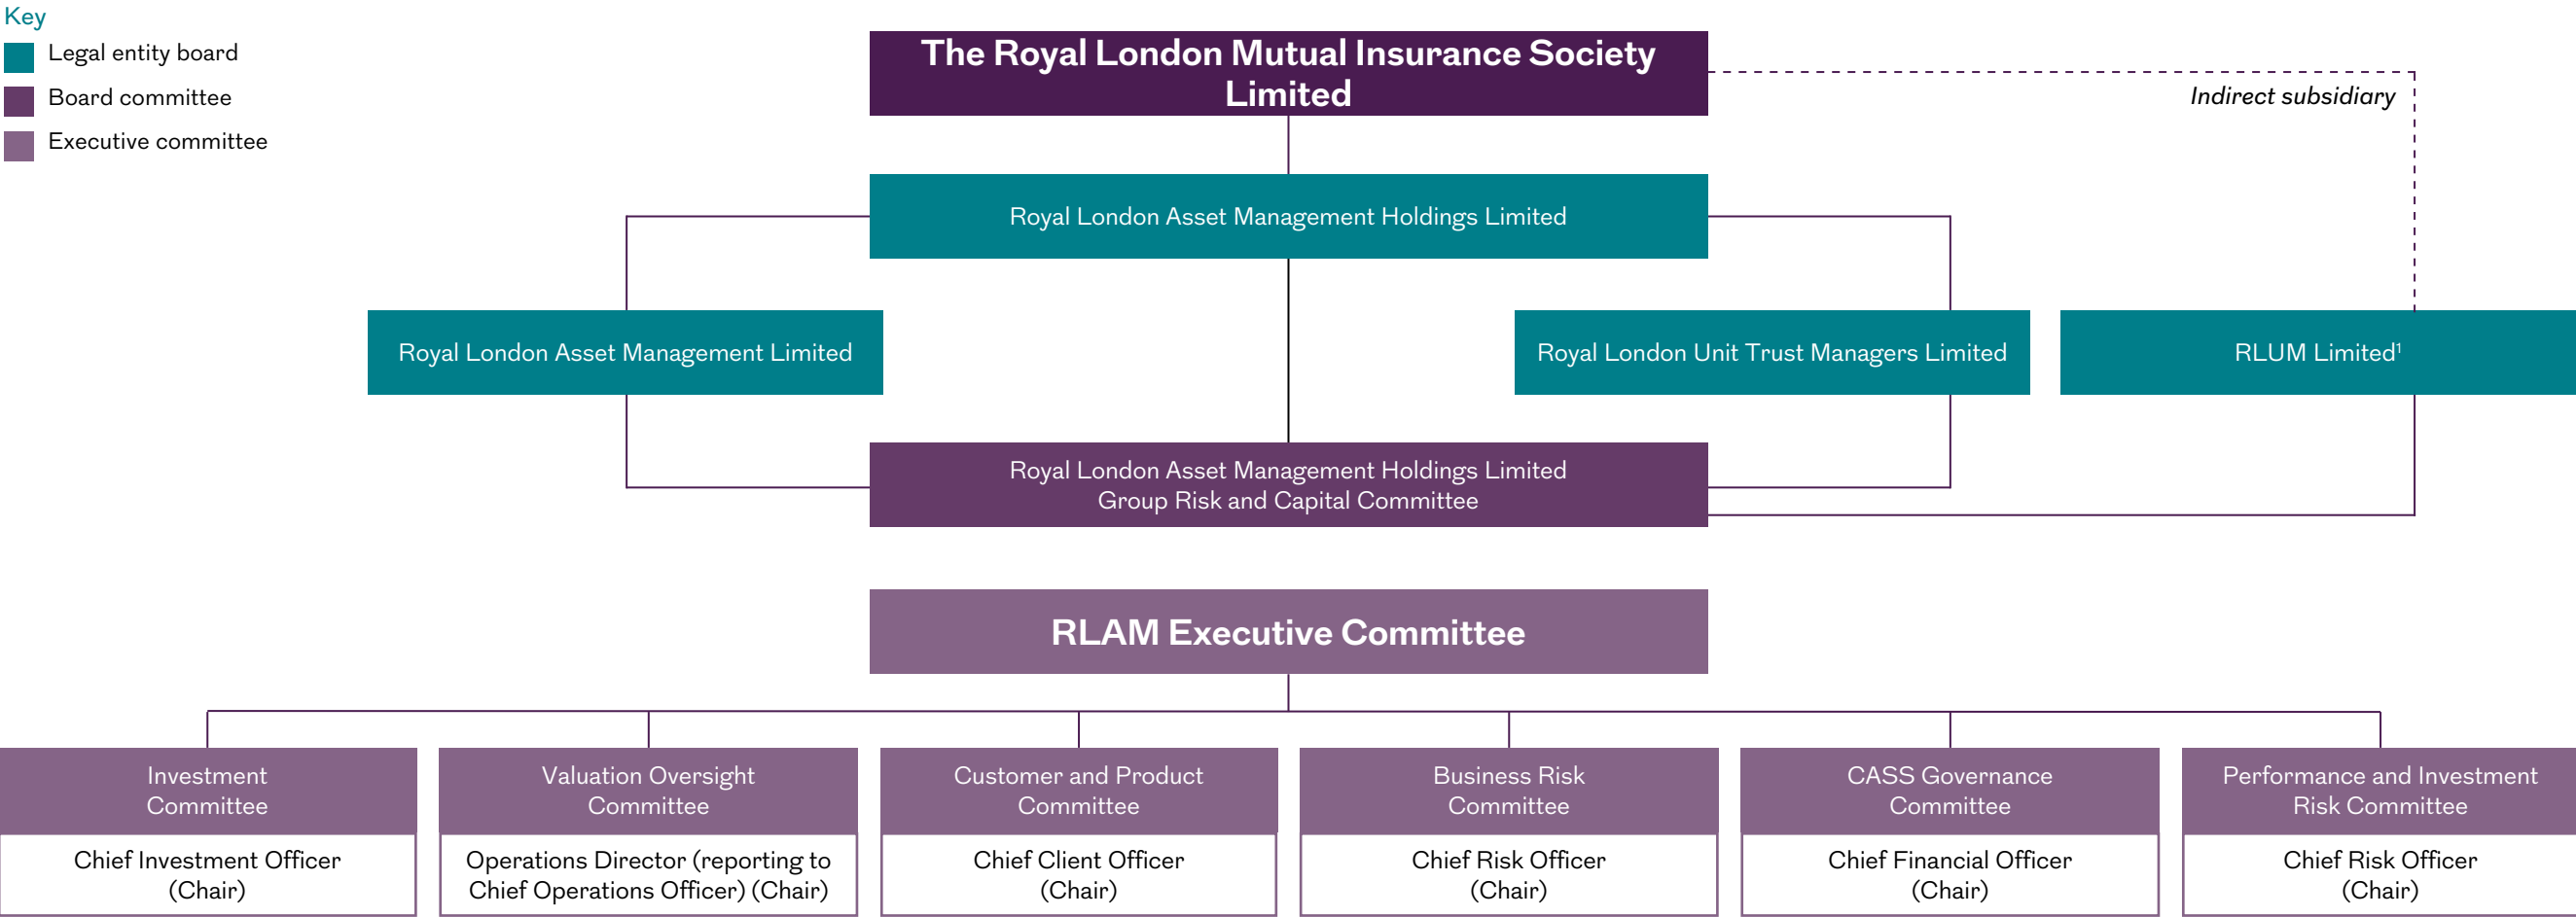 Key
Legal entity board
Board committee
Executive committee
The Royal London Mutual Insurance Society
Limited
Indirect subsidiary
Royal London Asset Management Holdings Limited
Royal London Asset Management Limited
Royal London Unit Trust Managers Limited
RLUM Limited¹
Royal London Asset Management Holdings Limited
Group Risk and Capital Committee
RLAM Executive Committee
Investment
Committee
Chief Investment Officer
(Chair)
Valuation Oversight
Committee
Operations Director (reporting to
Chief Operations Officer) (Chair)
Customer and Product
Committee
Chief Client Officer
(Chair)
Business Risk
Committee
Chief Risk Officer
(Chair)
CASS Governance
Committee
Chief Financial Officer
(Chair)
Performance and Investment
Risk Committee
Chief Risk Officer
(Chair)